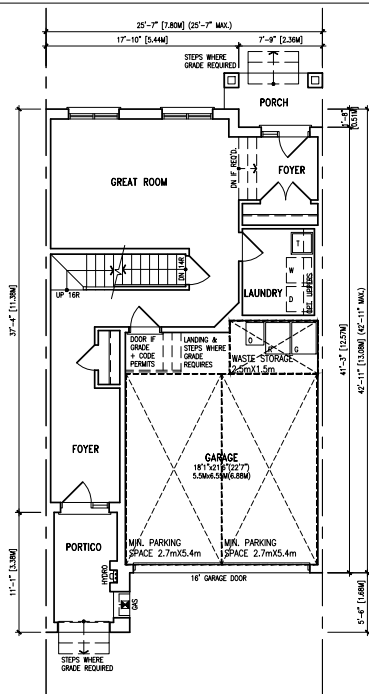 25'-7" [7.80M] (25'-7" MAX.)
17'-10" [5.44M]
7'-9" [2.36M]
STEPS WHERE
GRADE REQUIRED
PORCH
1'-8"
[0.51M]
GREAT ROOM
DN IF REQ'D.
FOYER
37'-4" [11.38M]
UP 16R
DN 14R
T
W
D
LAUNDRY
OPT. UPPERS
41'-3" [12.57M]
42'-11" [13.08M] (42'-11" MAX.)
DOOR IF
GRADE
+ CODE
PERMITS
LANDING &
STEPS WHERE
GRADE
REQUIRES
O
R
G
WASTE STORAGE
2.5mX1.5m
FOYER
GARAGE
18'1"x21'6"(22'7")
5.5Mx6.55M(6.88M)
MIN. PARKING
SPACE 2.7mX5.4m
MIN. PARKING
SPACE 2.7mX5.4m
PORTICO
HYDRO
GAS
16' GARAGE DOOR
11'-1" [3.38M]
5'-6" [1.68M]
STEPS WHERE
GRADE REQUIRED